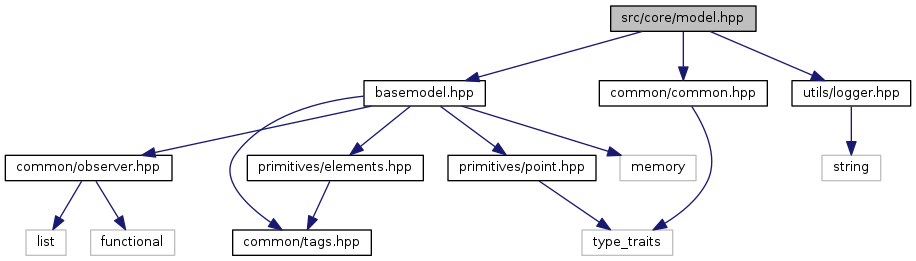 src/core/model.hpp
basemodel.hpp
common/common.hpp
utils/logger.hpp
common/observer.hpp
primitives/elements.hpp
primitives/point.hpp
memory
string
list
functional
common/tags.hpp
type_traits